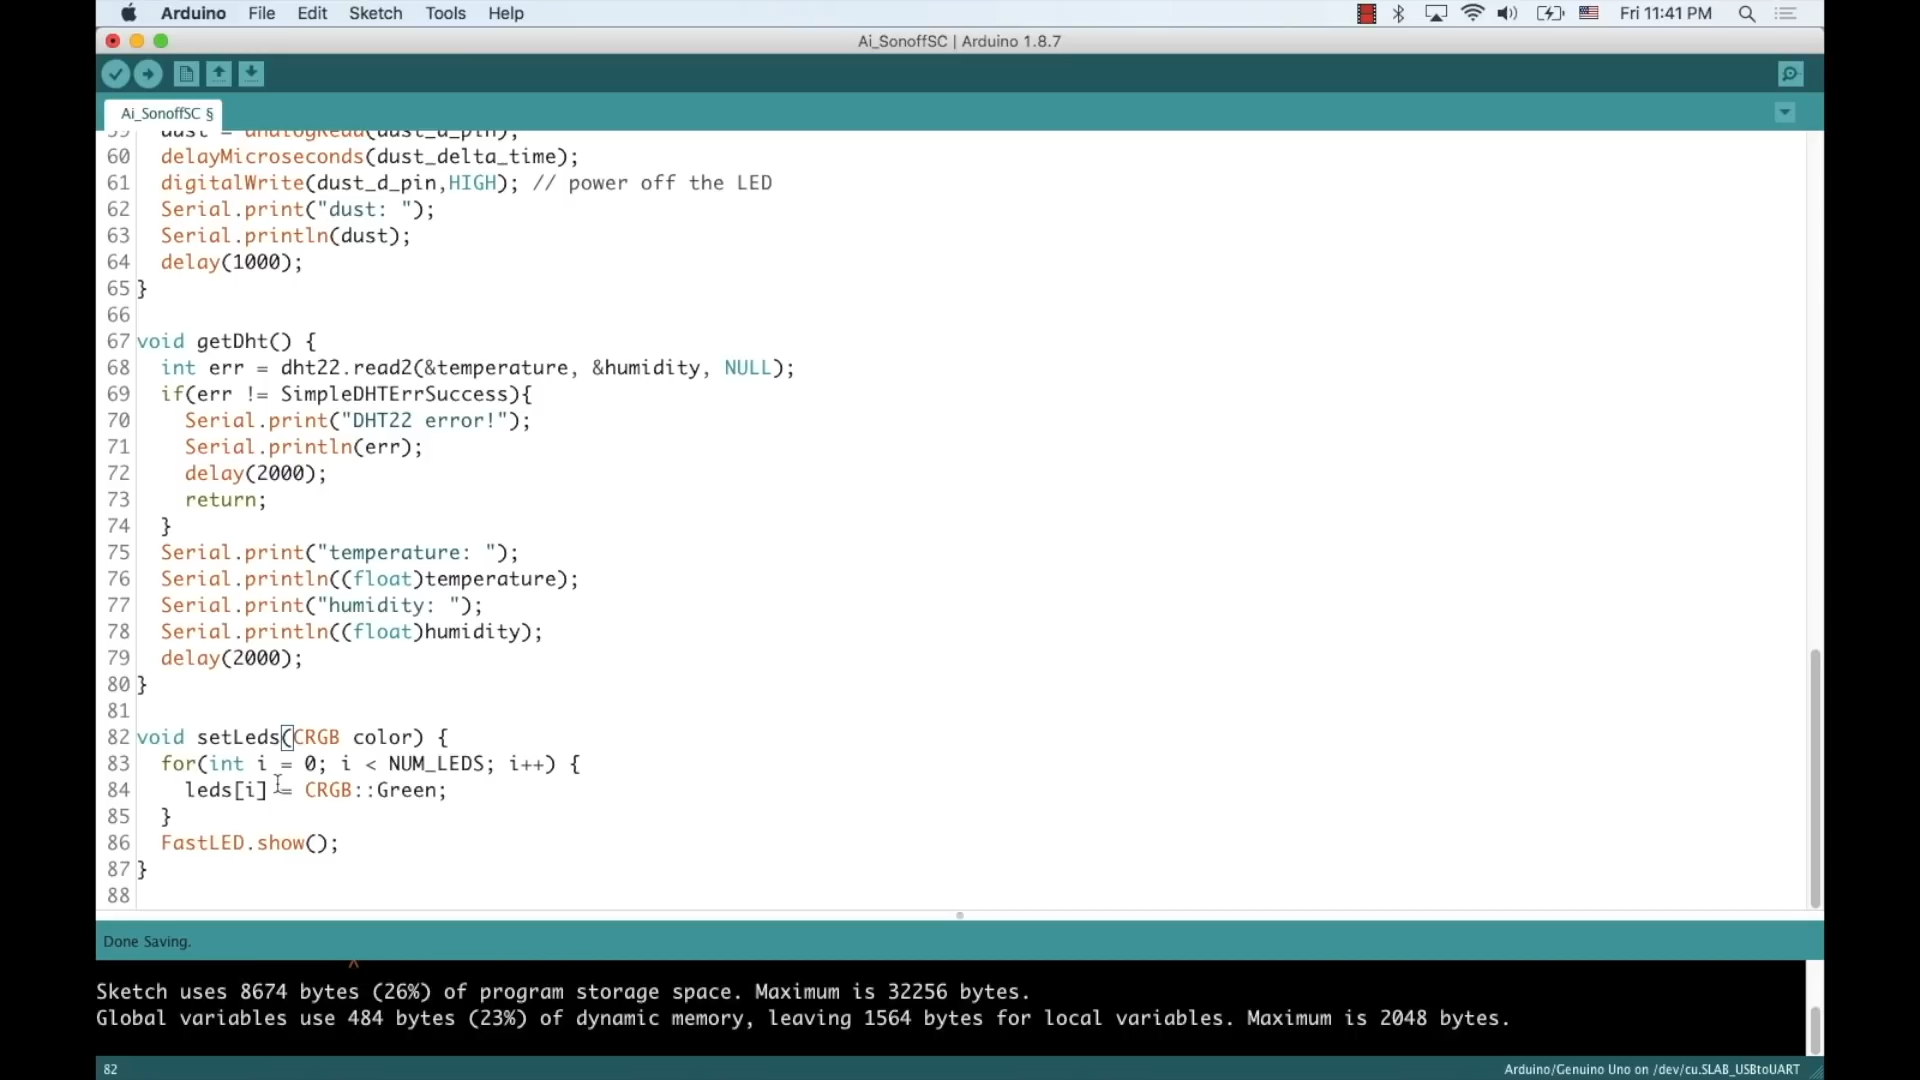 Arduino File Edit Sketch Tools Help Fri 11:41 PM
Ai_SonoffSC | Arduino 1.8.7
Ai_SonoffSC §
59 dust = analogRead(dust_d_pin);
60 delayMicroseconds(dust_delta_time);
61 digitalWrite(dust_d_pin,HIGH); // power off the LED
62 Serial.print("dust: ");
63 Serial.println(dust);
64 delay(1000);
65 }
66
67 void getDht() {
68 int err = dht22.read2(&temperature, &humidity, NULL);
69 if(err != SimpleDHTErrSuccess){
70 Serial.print("DHT22 error!");
71 Serial.println(err);
72 delay(2000);
73 return;
74 }
75 Serial.print("temperature: ");
76 Serial.println((float)temperature);
77 Serial.print("humidity: ");
78 Serial.println((float)humidity);
79 delay(2000);
80 }
81
82 void setLeds(CRGB color) {
83 for(int i = 0; i < NUM_LEDS; i++) {
84 leds[i] = CRGB::Green;
85 }
86 FastLED.show();
87 }
88
Done Saving.
^
Sketch uses 8674 bytes (26%) of program storage space. Maximum is 32256 bytes.
Global variables use 484 bytes (23%) of dynamic memory, leaving 1564 bytes for local variables. Maximum is 2048 bytes.
82 Arduino/Genuino Uno on /dev/cu.SLAB_USBtoUART